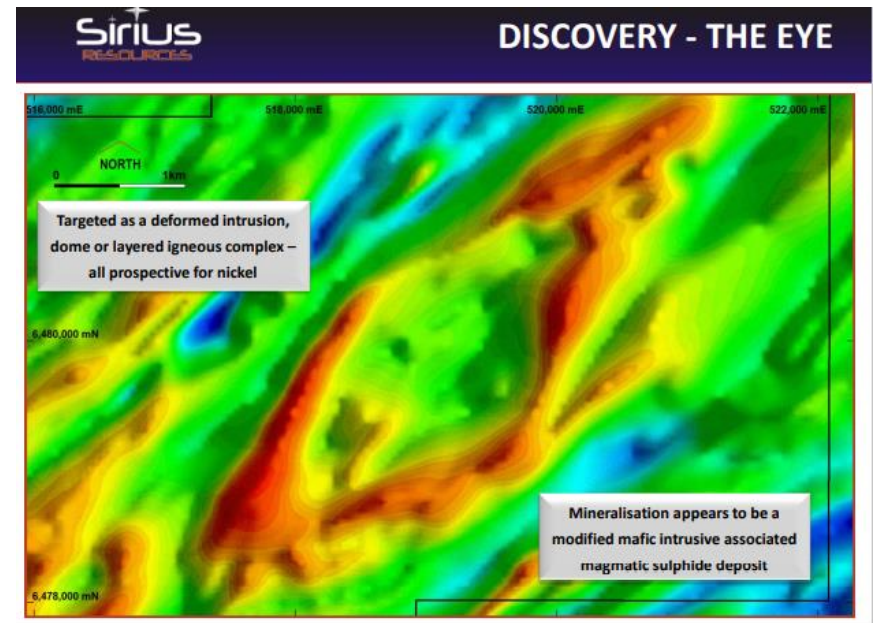 Sirius
RESOURCES
DISCOVERY - THE EYE
516,000 mE
518,000 mE
520,000 mE
522,000 mE
NORTH
0 1km
Targeted as a deformed intrusion,
dome or layered igneous complex –
all prospective for nickel
6,480,000 mN
Mineralisation appears to be a
modified mafic intrusive associated
magmatic sulphide deposit
6,478,000 mN